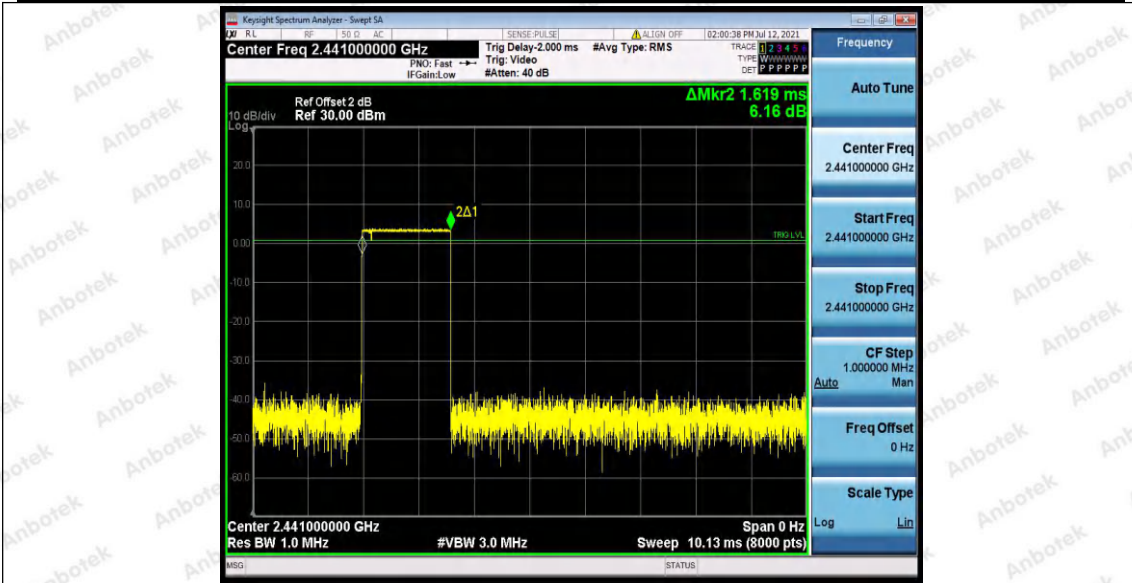 Keysight Spectrum Analyzer - Swept SA
RL RF 50 Ω AC SENSE:PULSE ALIGN OFF 02:00:38 PM Jul 12, 2021
Center Freq 2.441000000 GHz
PNO: Fast
IFGain:Low
Trig Delay-2.000 ms
Trig: Video
#Atten: 40 dB
#Avg Type: RMS
TRACE 1 2 3 4 5 6
TYPE WWWWWW
DET P P P P P P
ΔMkr2 1.619 ms
6.16 dB
Ref Offset 2 dB
10 dB/div Ref 30.00 dBm
Log
20.0
10.0
0.00
-10.0
-20.0
-30.0
-40.0
-50.0
-60.0
2Δ1
TRIG LVL
Center 2.441000000 GHz Span 0 Hz
Res BW 1.0 MHz #VBW 3.0 MHz Sweep 10.13 ms (8000 pts)
MSG STATUS
Frequency
Auto Tune
Center Freq
2.441000000 GHz
Start Freq
2.441000000 GHz
Stop Freq
2.441000000 GHz
CF Step
1.000000 MHz
Auto Man
Freq Offset
0 Hz
Scale Type
Log Lin
Anbotek